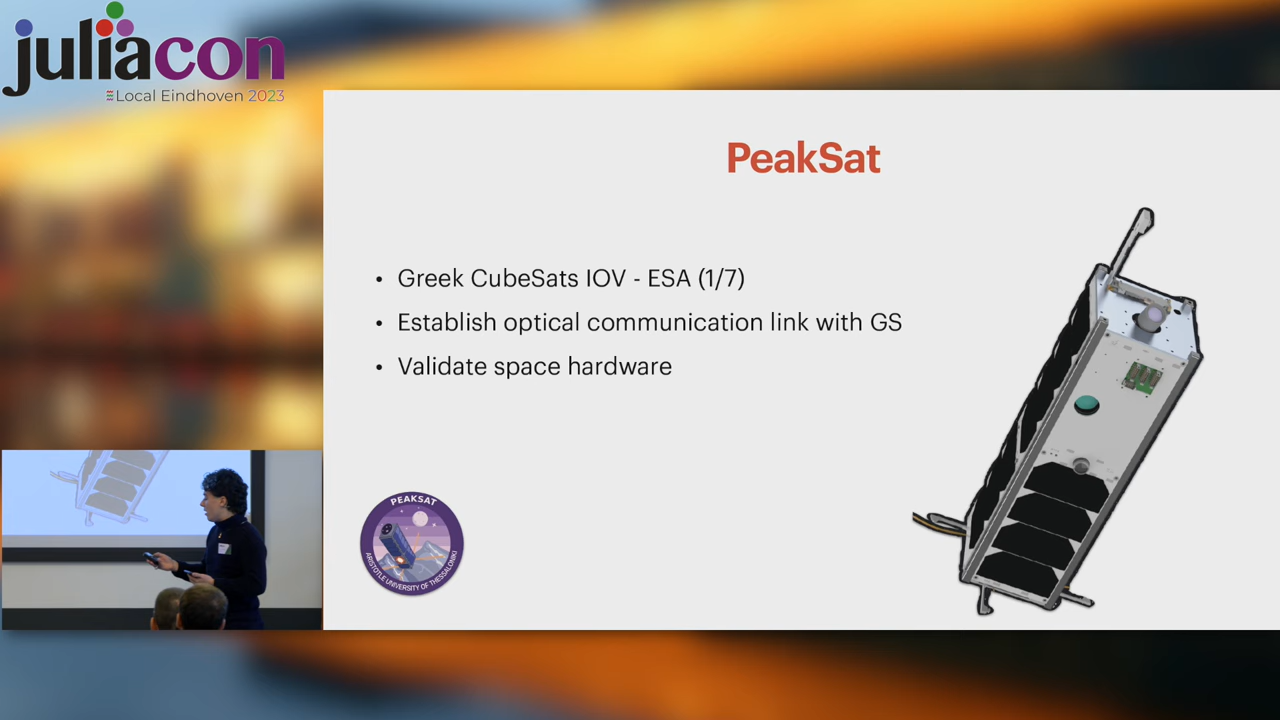 juliacon
Local Eindhoven 2023
PeakSat
• Greek CubeSats IOV - ESA (1/7)
• Establish optical communication link with GS
• Validate space hardware
PEAKSAT
ARISTOTLE UNIVERSITY OF THESSALONIKI